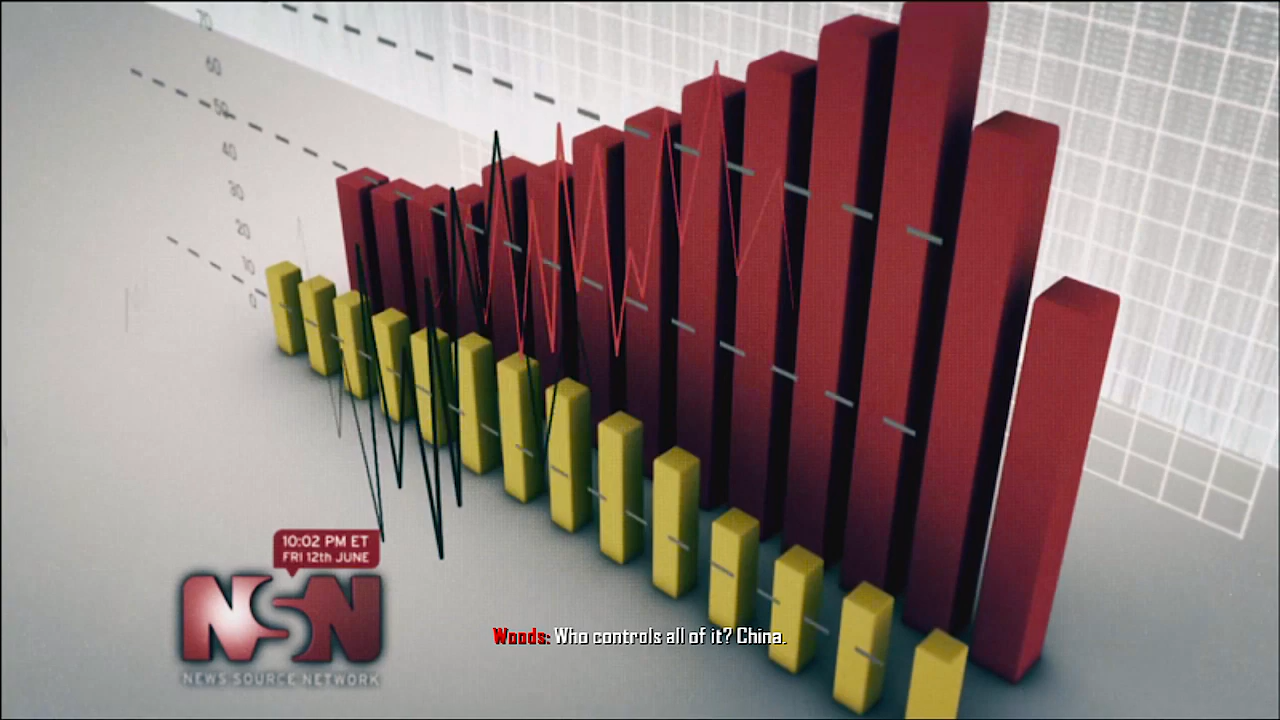 70
60
50
40
30
20
10
0
10:02 PM ET
FRI 12th JUNE
NSN
NEWS SOURCE NETWORK
Woods: Who controls all of it? China.